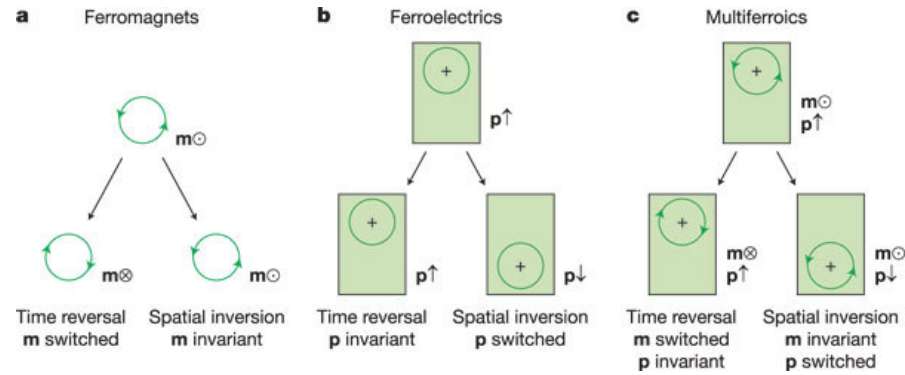 a Ferromagnets
m⊙
m⊗
m⊙
Time reversal
m switched
Spatial inversion
m invariant
b Ferroelectrics
+
p↑
+
p↑
+
p↓
Time reversal
p invariant
Spatial inversion
p switched
c Multiferroics
+
m⊙
p↑
+
m⊗
p↑
+
m⊙
p↓
Time reversal
m switched
p invariant
Spatial inversion
m invariant
p switched